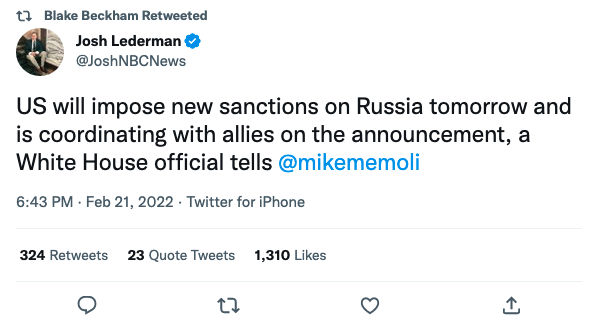 Blake Beckham Retweeted
Josh Lederman
@JoshNBCNews
US will impose new sanctions on Russia tomorrow and
is coordinating with allies on the announcement, a
White House official tells @mikememoli
6:43 PM · Feb 21, 2022 · Twitter for iPhone
324 Retweets 23 Quote Tweets 1,310 Likes